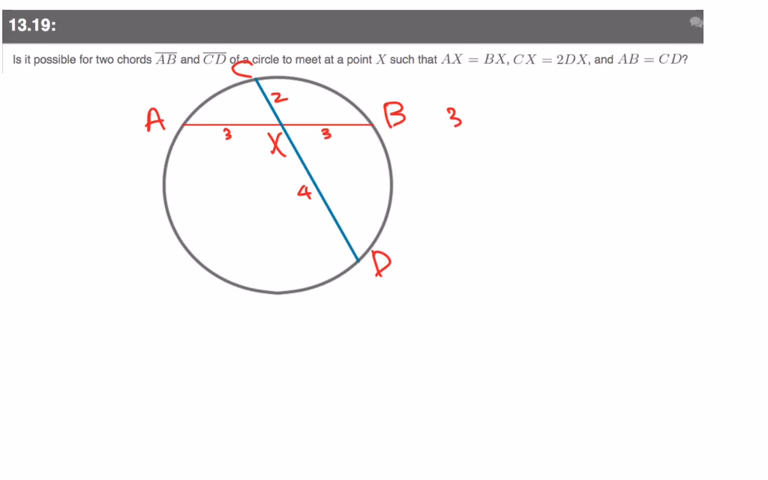 13.19:
Is it possible for two chords AB and CD of a circle to meet at a point X such that AX = BX, CX = 2DX, and AB = CD?
C
2
A
B
3
3
3
X
4
D